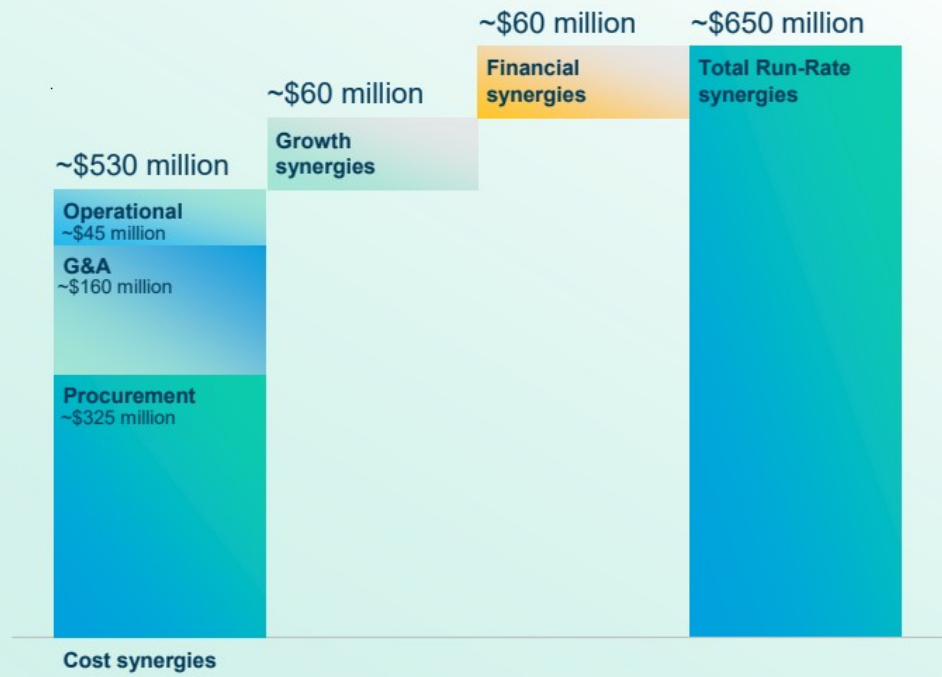 ~$60 million
~$650 million
Financial
synergies
Total Run-Rate
synergies
~$60 million
Growth
synergies
~$530 million
Operational
~$45 million
G&A
~$160 million
Procurement
~$325 million
Cost synergies